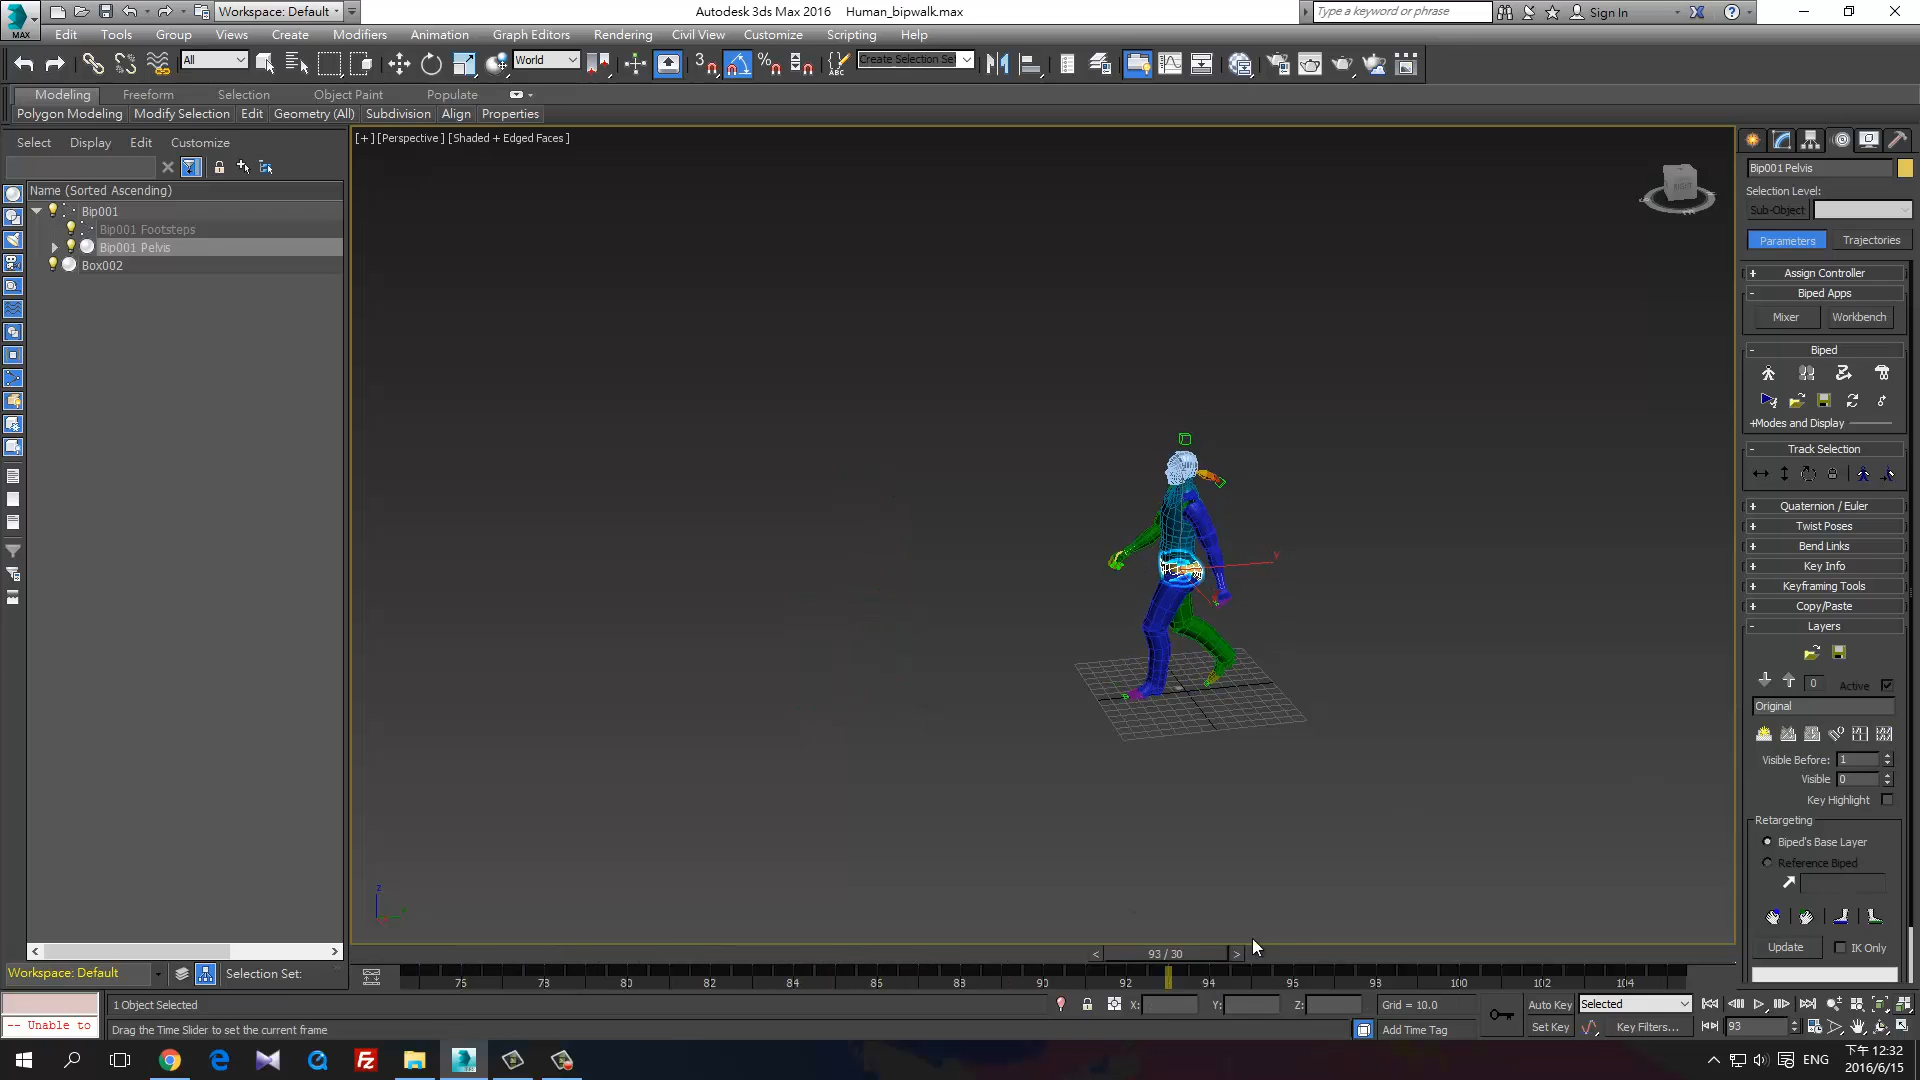 MAX
Workspace: Default
Autodesk 3ds Max 2016 Human_bipwalk.max
Type a keyword or phrase
Sign In
Edit Tools Group Views Create Modifiers Animation Graph Editors Rendering Civil View Customize Scripting Help
All
World
3
ABC
Create Selection Se
Modeling Freeform Selection Object Paint Populate
Polygon Modeling Modify Selection Edit Geometry (All) Subdivision Align Properties
Select Display Edit Customize
[+] [Perspective ] [Shaded + Edged Faces ]
Name (Sorted Ascending)
Bip001
Bip001 Footsteps
Bip001 Pelvis
Box002
RIGHT
Y
Z
Bip001 Pelvis
Selection Level:
Sub-Object
Parameters Trajectories
+ Assign Controller
- Biped Apps
Mixer Workbench
- Biped
+Modes and Display
- Track Selection
+ Quaternion / Euler
+ Twist Poses
+ Bend Links
+ Key Info
+ Keyframing Tools
+ Copy/Paste
- Layers
0 Active
Original
Visible Before: 1
Visible 0
Key Highlight
Retargeting
Biped's Base Layer
Reference Biped
Update IK Only
< 93 / 30 >
Workspace: Default
Selection Set:
75 78 80 82 84 85 86 88 90 92 94 95 96 98 100 102 104
1 Object Selected
X: Y: Z: Grid = 10.0
Auto Key Selected
-- Unable to
Drag the Time Slider to set the current frame
Add Time Tag
Set Key Key Filters...
93
ENG
下午 12:32
2016/6/15